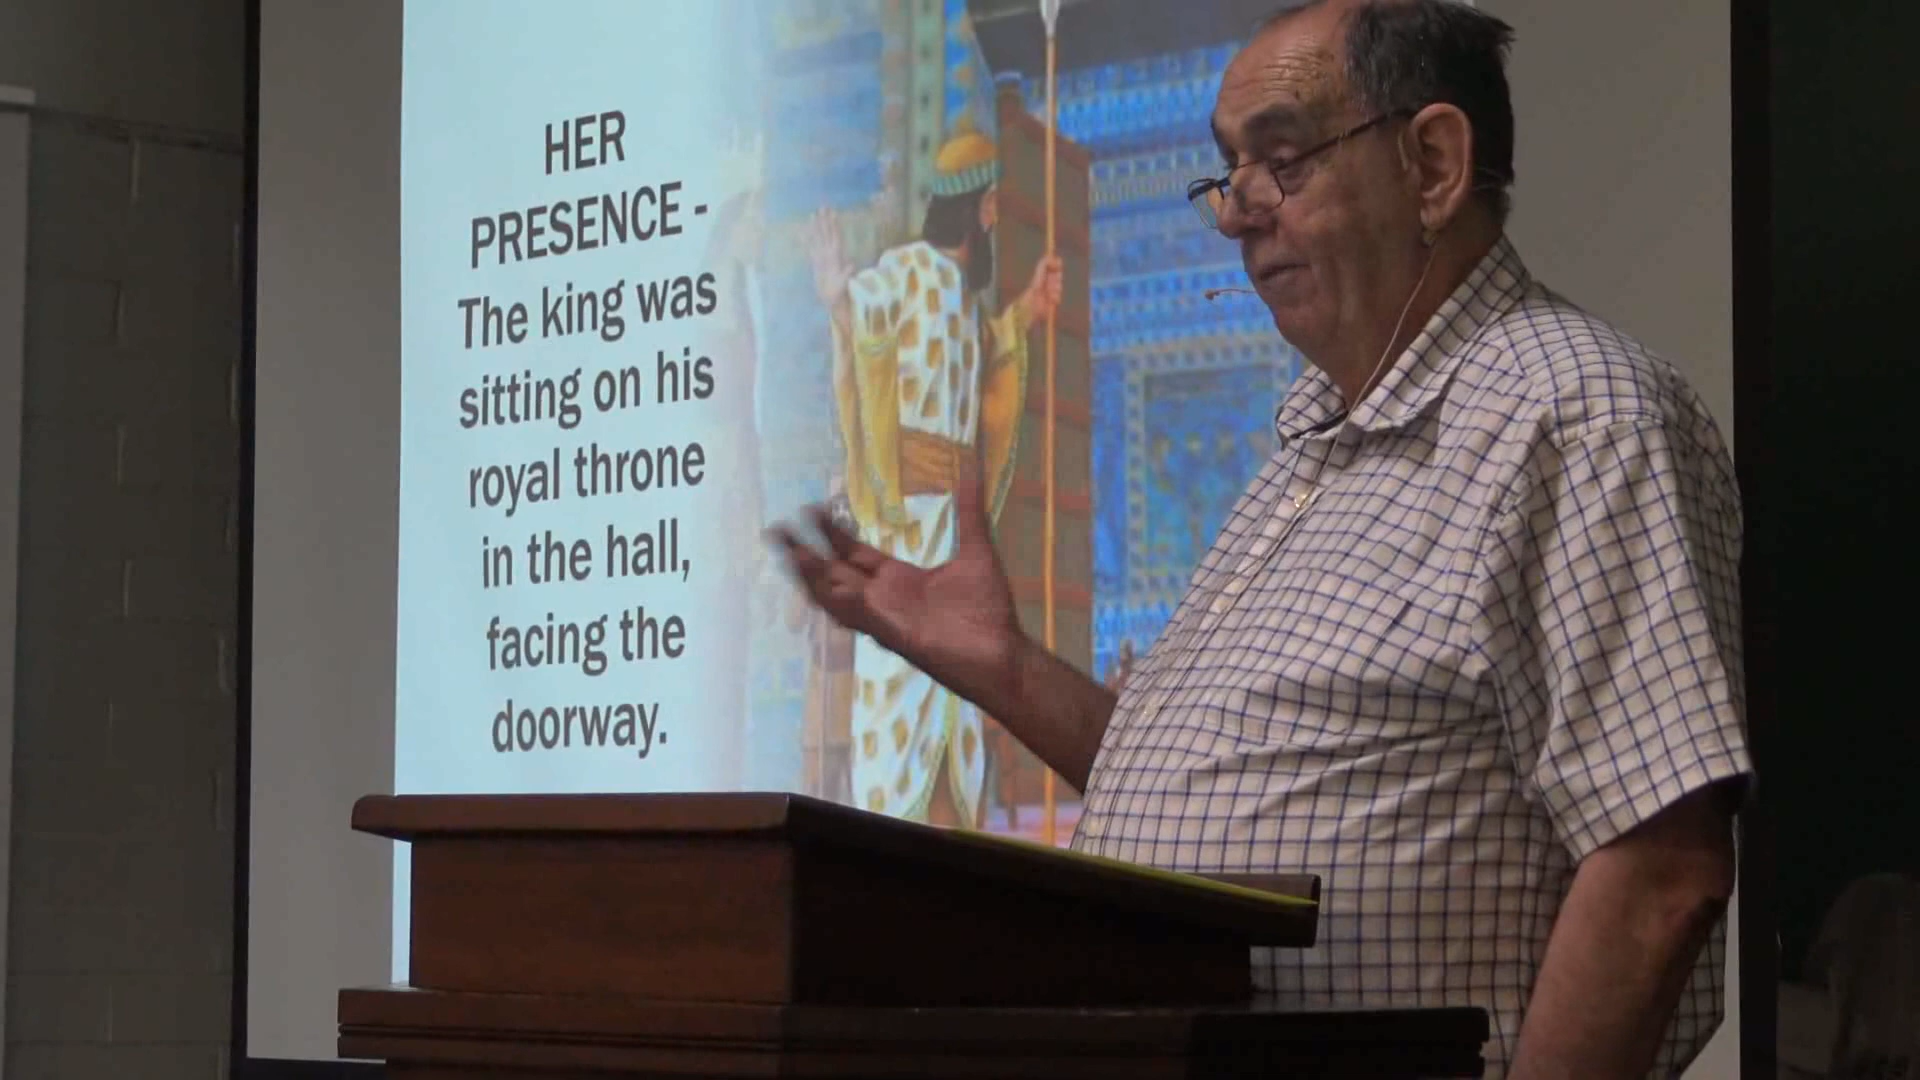 HER
PRESENCE -
The king was
sitting on his
royal throne
in the hall,
facing the
doorway.